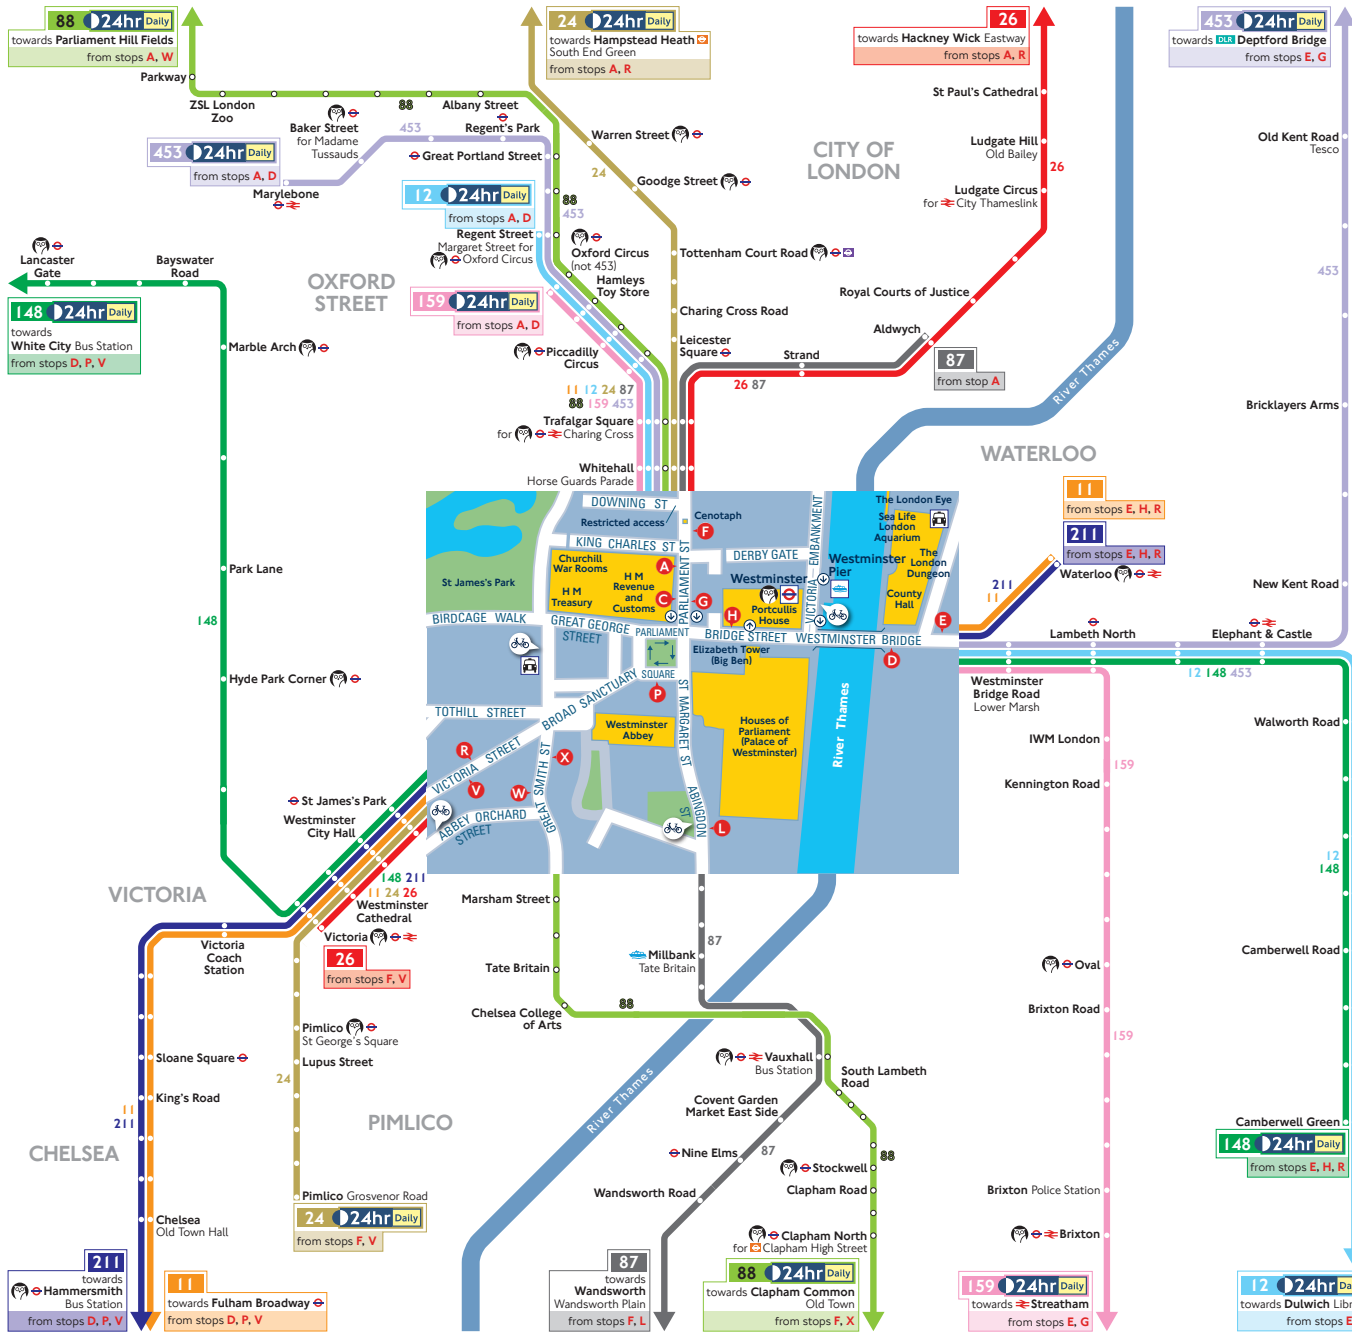 88 24hr Daily
towards Parliament Hill Fields
from stops A, W
24 24hr Daily
towards Hampstead Heath
South End Green
from stops A, R
26
towards Hackney Wick Eastway
from stops A, R
453 24hr Daily
towards DLR Deptford Bridge
from stops E, G
Parkway
ZSL London
Zoo
88
Albany Street
Baker Street
for Madame
Tussauds
453
Regent's Park
Great Portland Street
453 24hr Daily
from stops A, D
Marylebone
12 24hr Daily
from stops A, D
Regent Street
Margaret Street for
Oxford Circus
88
453
Oxford Circus
(not 453)
Hamleys
Toy Store
Warren Street
24
Goodge Street
Tottenham Court Road
Charing Cross Road
Leicester
Square
CITY OF
LONDON
St Paul's Cathedral
Ludgate Hill
Old Bailey
26
Ludgate Circus
for City Thameslink
Royal Courts of Justice
Aldwych
Strand
26 87
87
from stop A
Old Kent Road
Tesco
453
Bricklayers Arms
New Kent Road
Lancaster
Gate
Bayswater
Road
OXFORD
STREET
148 24hr Daily
towards
White City Bus Station
from stops D, P, V
159 24hr Daily
from stops A, D
Piccadilly
Circus
11 12 24 87
88 159 453
Trafalgar Square
for Charing Cross
Whitehall
Horse Guards Parade
Marble Arch
148
Park Lane
Hyde Park Corner
River Thames
WATERLOO
11
from stops E, H, R
211
from stops E, H, R
Waterloo
211
11
Lambeth North
Elephant & Castle
12 148 453
Westminster
Bridge Road
Lower Marsh
IWM London
159
Kennington Road
Walworth Road
12
148
Camberwell Road
Oval
Brixton Road
159
Camberwell Green
148 24hr Daily
from stops E, H, R
Brixton Police Station
Brixton
159 24hr Daily
towards Streatham
from stops E, G
12 24hr
towards Dulwich
from stops
DOWNING ST
Restricted access
Cenotaph
F
KING CHARLES ST
DERBY GATE
Churchill
War Rooms
A
H M
Treasury
H M
Revenue
and
Customs
C
G
PARLIAMENT ST
Westminster
H
Portcullis
House
VICTORIA EMBANKMENT
Westminster
Pier
The London Eye
Sea Life
London
Aquarium
The
London
Dungeon
County
Hall
E
St James's Park
BIRDCAGE WALK
GREAT GEORGE
STREET
PARLIAMENT
SQUARE
BRIDGE STREET
WESTMINSTER BRIDGE
Elizabeth Tower
(Big Ben)
D
P
BROAD SANCTUARY
TOTHILL STREET
Westminster
Abbey
ST MARGARET ST
Houses of
Parliament
(Palace of
Westminster)
River Thames
R
VICTORIA STREET
V
GREAT SMITH ST
X
W
ABBEY ORCHARD
STREET
ABINGDON
ST
L
St James's Park
Westminster
City Hall
148 211
11 24 26
Westminster
Cathedral
VICTORIA
Victoria
Victoria
Coach
Station
26
from stops F, V
Pimlico
St George's Square
Lupus Street
24
PIMLICO
Pimlico Grosvenor Road
24 24hr Daily
from stops F, V
Sloane Square
King's Road
11
211
CHELSEA
Chelsea
Old Town Hall
211
towards
Hammersmith
Bus Station
from stops D, P, V
11
towards Fulham Broadway
from stops D, P, V
Marsham Street
Tate Britain
Chelsea College
of Arts
88
87
Millbank
Tate Britain
River Thames
Vauxhall
Bus Station
South Lambeth
Road
Covent Garden
Market East Side
Nine Elms
87
Wandsworth Road
88
Stockwell
Clapham Road
Clapham North
for Clapham High Street
87
towards
Wandsworth
Wandsworth Plain
from stops F, L
88 24hr Daily
towards Clapham Common
Old Town
from stops F, X